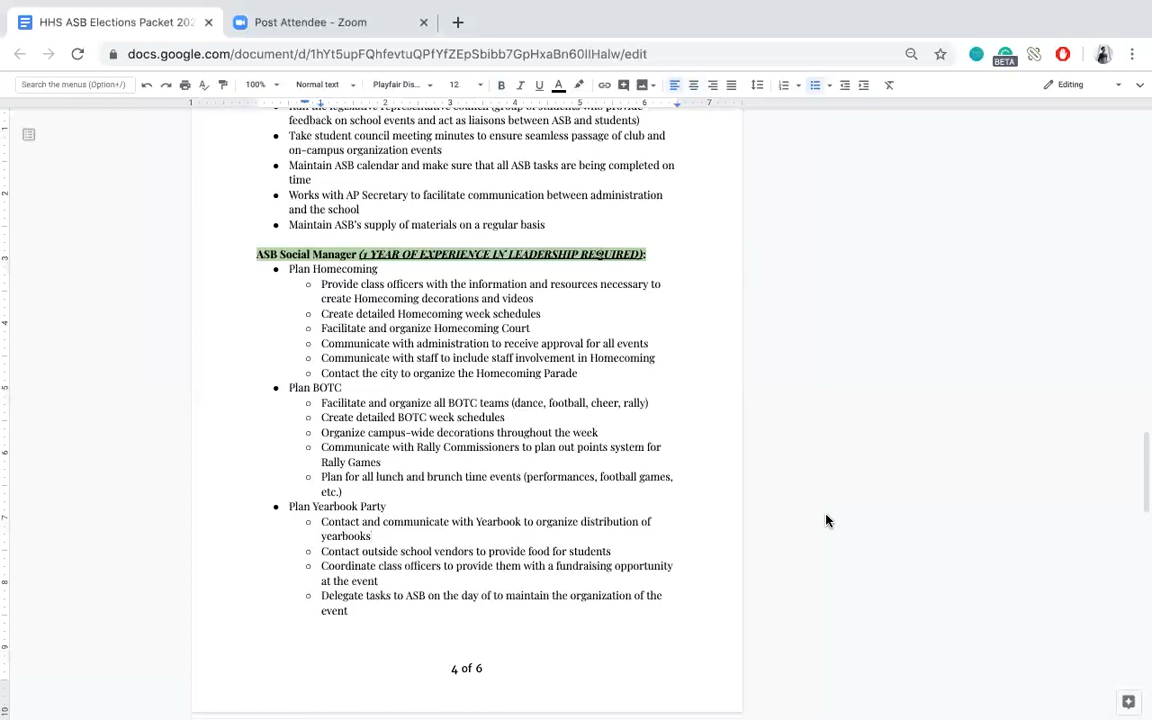 HHS ASB Elections Packet 202
Post Attendee - Zoom
docs.google.com/document/d/1hYt5upFQhfevtuQPfYfZEpSbibb7GpHxaBn60lIHalw/edit
BETA
Search the menus (Option+/)
100%
Normal text
Playfair Dis...
12
Editing
1 1 2 3 4 5 6 7
feedback on school events and act as liaisons between ASB and students)
● Take student council meeting minutes to ensure seamless passage of club and
on-campus organization events
● Maintain ASB calendar and make sure that all ASB tasks are being completed on
time
● Works with AP Secretary to facilitate communication between administration
and the school
● Maintain ASB's supply of materials on a regular basis
ASB Social Manager (1 YEAR OF EXPERIENCE IN LEADERSHIP REQUIRED):
● Plan Homecoming
○ Provide class officers with the information and resources necessary to
create Homecoming decorations and videos
○ Create detailed Homecoming week schedules
○ Facilitate and organize Homecoming Court
○ Communicate with administration to receive approval for all events
○ Communicate with staff to include staff involvement in Homecoming
○ Contact the city to organize the Homecoming Parade
● Plan BOTC
○ Facilitate and organize all BOTC teams (dance, football, cheer, rally)
○ Create detailed BOTC week schedules
○ Organize campus-wide decorations throughout the week
○ Communicate with Rally Commissioners to plan out points system for
Rally Games
○ Plan for all lunch and brunch time events (performances, football games,
etc.)
● Plan Yearbook Party
○ Contact and communicate with Yearbook to organize distribution of
yearbooks
○ Contact outside school vendors to provide food for students
○ Coordinate class officers to provide them with a fundraising opportunity
at the event
○ Delegate tasks to ASB on the day of to maintain the organization of the
event
4 of 6